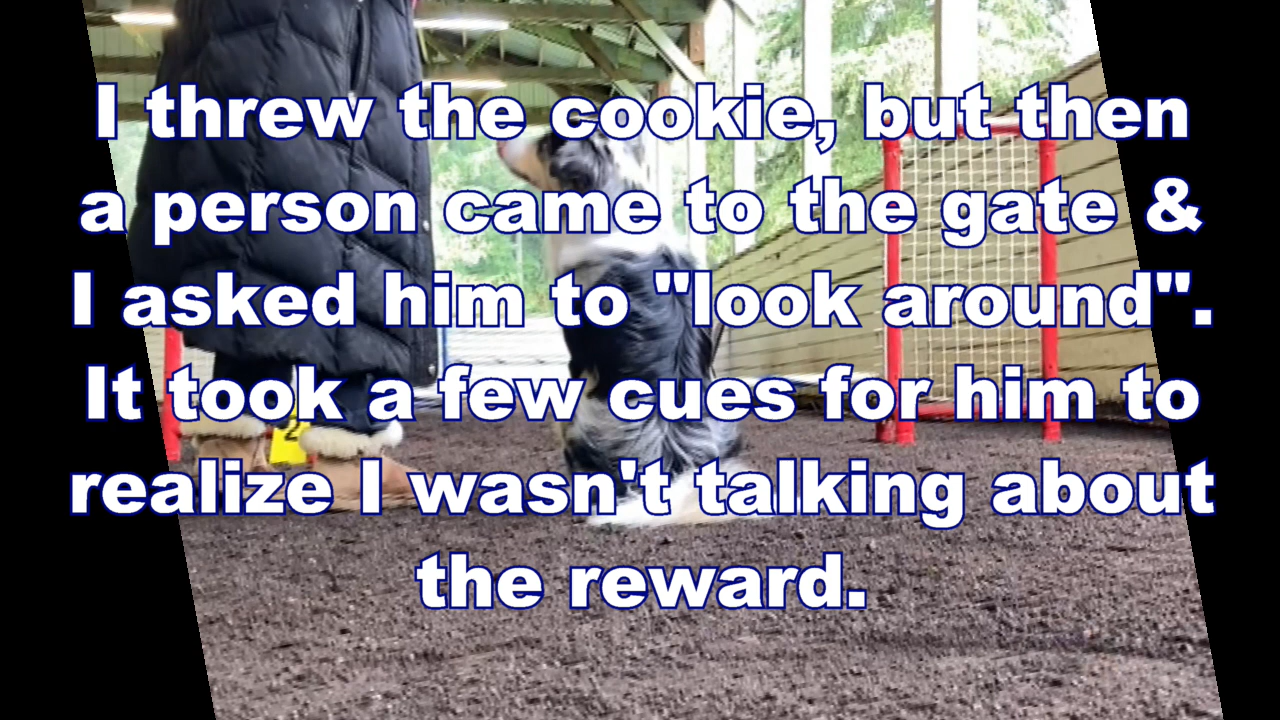 I threw the cookie, but then
a person came to the gate &
I asked him to "look around".
It took a few cues for him to
realize I wasn't talking about
the reward.
2